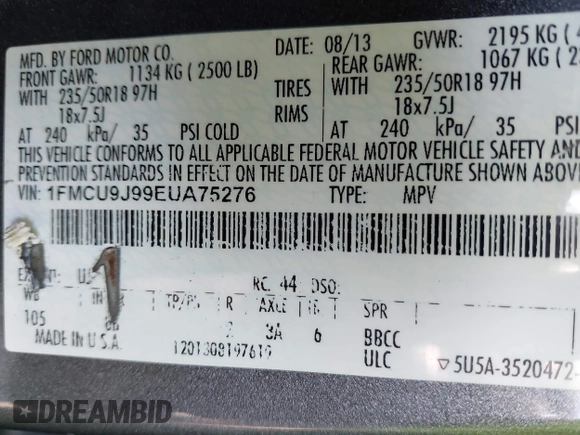 MFD. BY FORD MOTOR CO.
DATE: 08/13 GVWR: 2195 KG (
FRONT GAWR: 1134 KG ( 2500 LB)
REAR GAWR: 1067 KG (
WITH 235/50R18 97H TIRES WITH 235/50R18 97H
18x7.5J RIMS 18x7.5J
AT 240 kPa/ 35 PSI COLD AT 240 kPa/ 35
THIS VEHICLE CONFORMS TO ALL APPLICABLE FEDERAL MOTOR VEHICLE SAFETY AND
PREVENTION STANDARDS IN EFFECT ON THE DATE OF MANUFACTURE SHOWN ABOVE
VIN: 1FMCU9J99EUA75276 TYPE: MPV
RC: 44 DSO:
WB TP/PS R AXLE SPR
105 3A 6 BBCC
MADE IN U.S.A. 1201308197619 ULC 5U5A-3520472-
DREAMBID